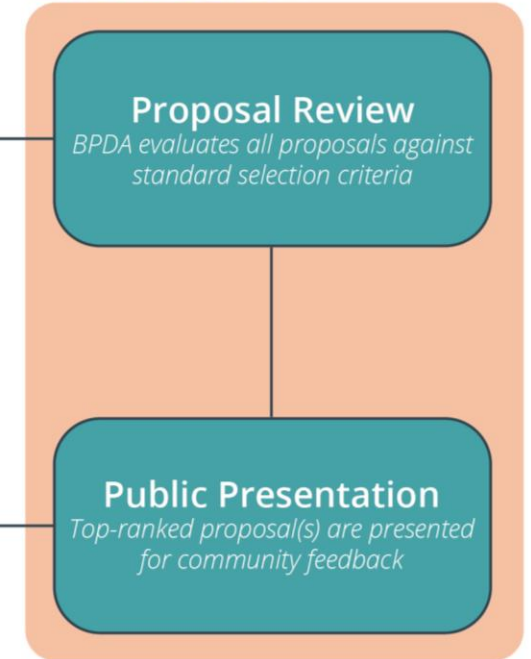 Proposal Review
BPDA evaluates all proposals against
standard selection criteria
Public Presentation
Top-ranked proposal(s) are presented
for community feedback